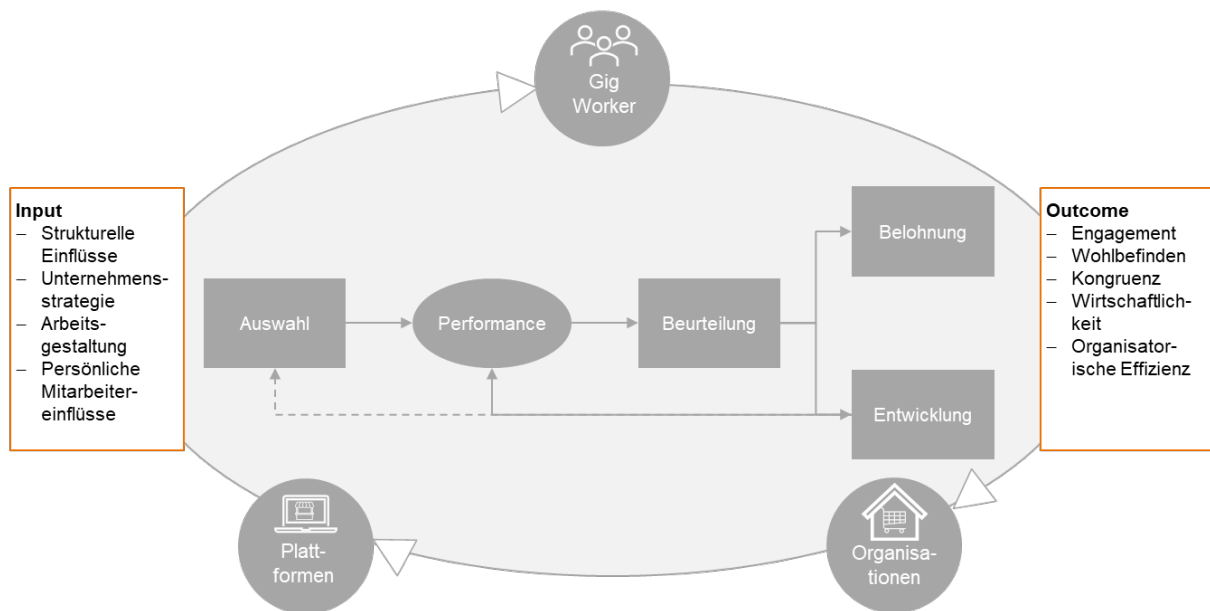 Gig
Worker
Input
– Strukturelle
Einflüsse
– Unternehmens-
strategie
– Arbeits-
gestaltung
– Persönliche
Mitarbeiter-
einflüsse
Auswahl
Performance
Beurteilung
Belohnung
Entwicklung
Outcome
– Engagement
– Wohlbefinden
– Kongruenz
– Wirtschaftlich-
keit
– Organisator-
ische Effizienz
Platt-
formen
Organisa-
tionen